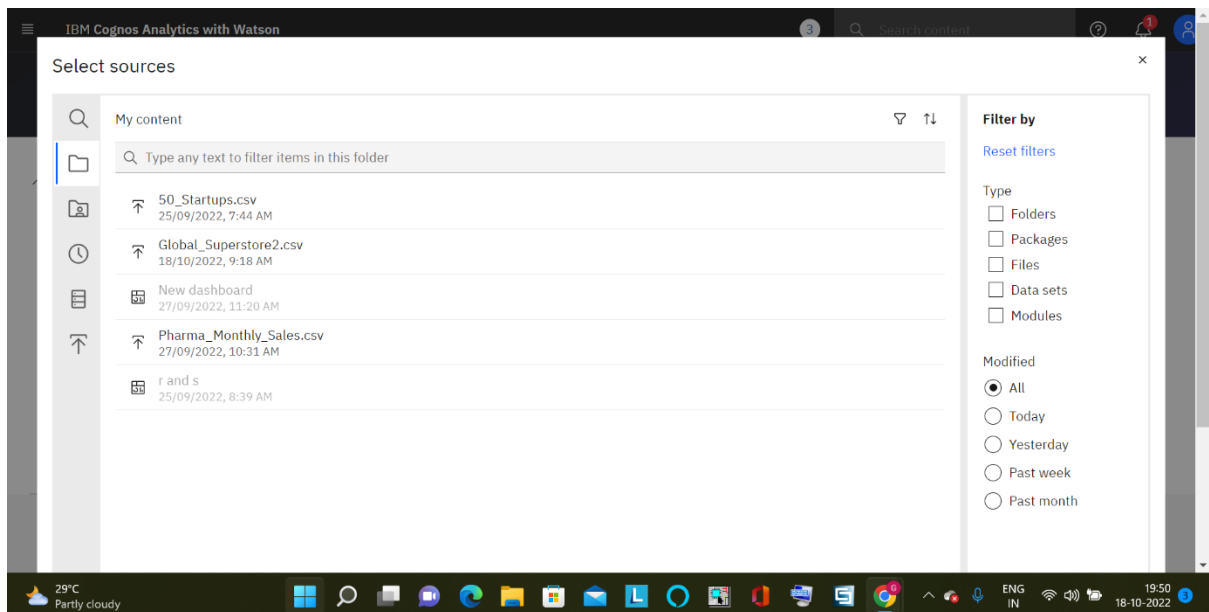 IBM Cognos Analytics with Watson
3
Search content
1
Select sources
My content
Type any text to filter items in this folder
50_Startups.csv
25/09/2022, 7:44 AM
Global_Superstore2.csv
18/10/2022, 9:18 AM
New dashboard
27/09/2022, 11:20 AM
Pharma_Monthly_Sales.csv
27/09/2022, 10:31 AM
r and s
25/09/2022, 8:39 AM
Filter by
Reset filters
Type
Folders
Packages
Files
Data sets
Modules
Modified
All
Today
Yesterday
Past week
Past month
29°C
Partly cloudy
L
S
ENG
IN
19:50
18-10-2022
3